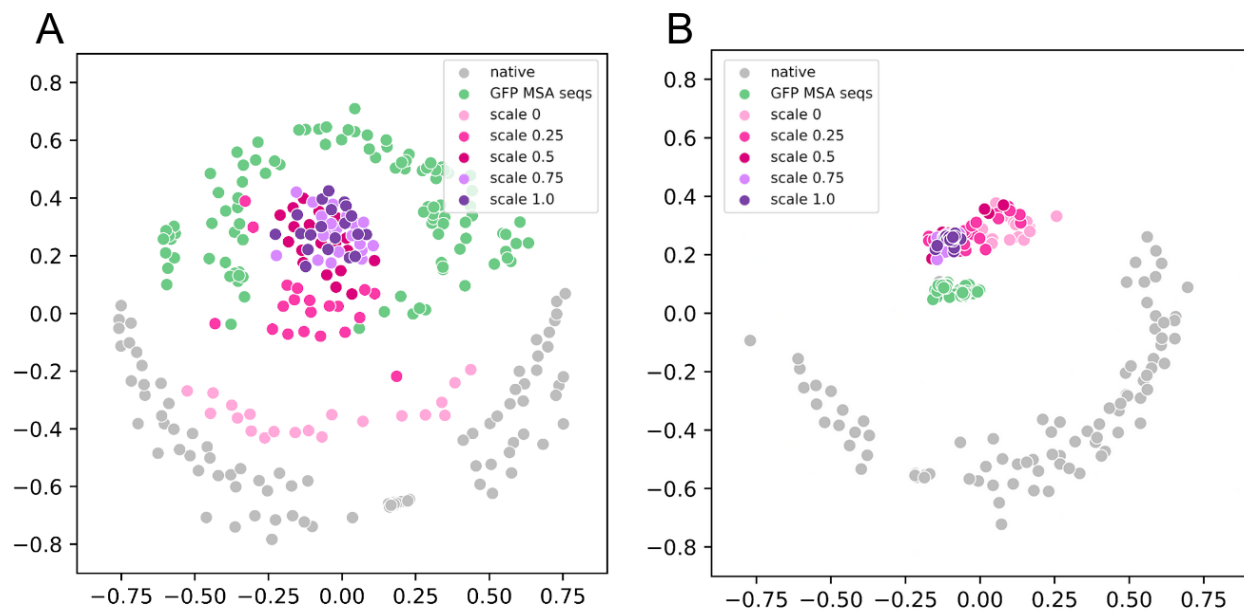 A
B
native
GFP MSA seqs
scale 0
scale 0.25
scale 0.5
scale 0.75
scale 1.0
0.8
0.6
0.4
0.2
0.0
−0.2
−0.4
−0.6
−0.8
−0.75
−0.50
−0.25
0.00
0.25
0.50
0.75
native
GFP MSA seqs
scale 0
scale 0.25
scale 0.5
scale 0.75
scale 1.0
0.8
0.6
0.4
0.2
0.0
−0.2
−0.4
−0.6
−0.8
−0.75
−0.50
−0.25
0.00
0.25
0.50
0.75